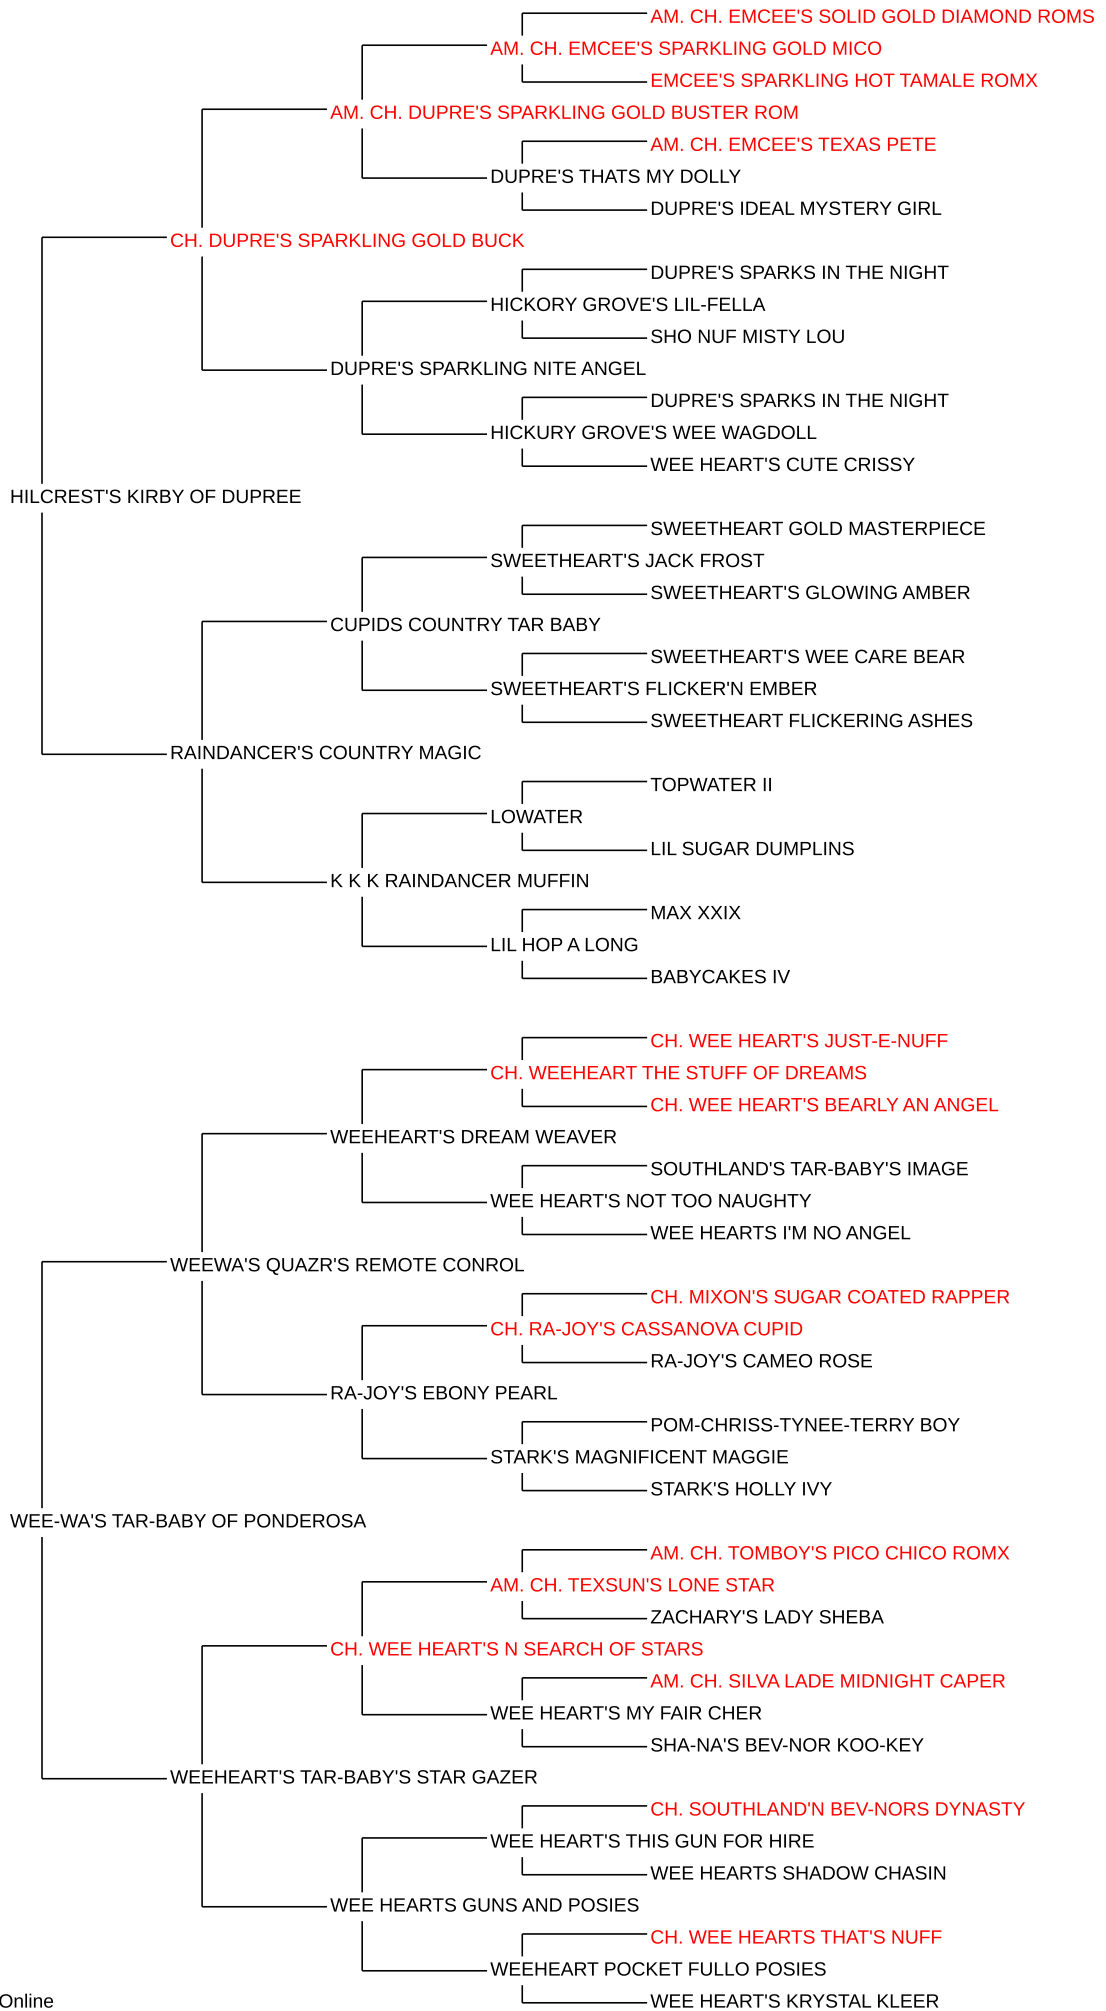 AM. CH. EMCEE'S SOLID GOLD DIAMOND ROMS
AM. CH. EMCEE'S SPARKLING GOLD MICO
EMCEE'S SPARKLING HOT TAMALE ROMX
AM. CH. DUPRE'S SPARKLING GOLD BUSTER ROM
AM. CH. EMCEE'S TEXAS PETE
DUPRE'S THATS MY DOLLY
DUPRE'S IDEAL MYSTERY GIRL
CH. DUPRE'S SPARKLING GOLD BUCK
DUPRE'S SPARKS IN THE NIGHT
HICKORY GROVE'S LIL-FELLA
SHO NUF MISTY LOU
DUPRE'S SPARKLING NITE ANGEL
DUPRE'S SPARKS IN THE NIGHT
HICKURY GROVE'S WEE WAGDOLL
WEE HEART'S CUTE CRISSY
HILCREST'S KIRBY OF DUPREE
SWEETHEART GOLD MASTERPIECE
SWEETHEART'S JACK FROST
SWEETHEART'S GLOWING AMBER
CUPIDS COUNTRY TAR BABY
SWEETHEART'S WEE CARE BEAR
SWEETHEART'S FLICKER'N EMBER
SWEETHEART FLICKERING ASHES
RAINDANCER'S COUNTRY MAGIC
TOPWATER II
LOWATER
LIL SUGAR DUMPLINS
K K K RAINDANCER MUFFIN
MAX XXIX
LIL HOP A LONG
BABYCAKES IV
CH. WEE HEART'S JUST-E-NUFF
CH. WEEHEART THE STUFF OF DREAMS
CH. WEE HEART'S BEARLY AN ANGEL
WEEHEART'S DREAM WEAVER
SOUTHLAND'S TAR-BABY'S IMAGE
WEE HEART'S NOT TOO NAUGHTY
WEE HEARTS I'M NO ANGEL
WEEWA'S QUAZR'S REMOTE CONROL
CH. MIXON'S SUGAR COATED RAPPER
CH. RA-JOY'S CASSANOVA CUPID
RA-JOY'S CAMEO ROSE
RA-JOY'S EBONY PEARL
POM-CHRISS-TYNEE-TERRY BOY
STARK'S MAGNIFICENT MAGGIE
STARK'S HOLLY IVY
WEE-WA'S TAR-BABY OF PONDEROSA
AM. CH. TOMBOY'S PICO CHICO ROMX
AM. CH. TEXSUN'S LONE STAR
ZACHARY'S LADY SHEBA
CH. WEE HEART'S N SEARCH OF STARS
AM. CH. SILVA LADE MIDNIGHT CAPER
WEE HEART'S MY FAIR CHER
SHA-NA'S BEV-NOR KOO-KEY
WEEHEART'S TAR-BABY'S STAR GAZER
CH. SOUTHLAND'N BEV-NORS DYNASTY
WEE HEART'S THIS GUN FOR HIRE
WEE HEARTS SHADOW CHASIN
WEE HEARTS GUNS AND POSIES
CH. WEE HEARTS THAT'S NUFF
WEEHEART POCKET FULLO POSIES
Online
WEE HEART'S KRYSTAL KLEER